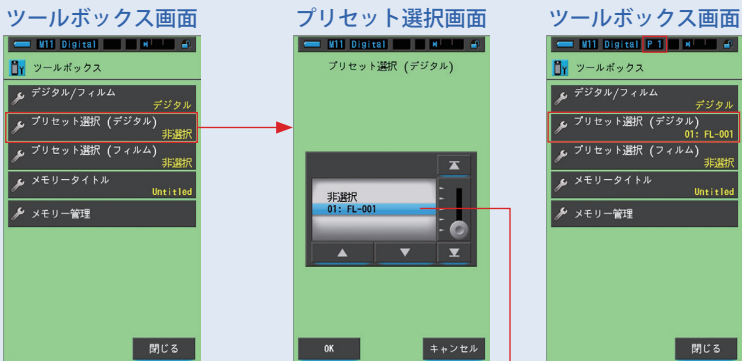 ツールボックス画面
M11 Digital M
ツールボックス
デジタル/フィルム
デジタル
プリセット選択 (デジタル)
非選択
プリセット選択 (フィルム)
非選択
メモリータイトル
Untitled
メモリー管理
閉じる
プリセット選択画面
M11 Digital M
プリセット選択 (デジタル)
非選択
01: FL-001
OK
キャンセル
ツールボックス画面
M11 Digital P 1 M
ツールボックス
デジタル/フィルム
デジタル
プリセット選択 (デジタル)
01: FL-001
プリセット選択 (フィルム)
非選択
メモリータイトル
Untitled
メモリー管理
閉じる